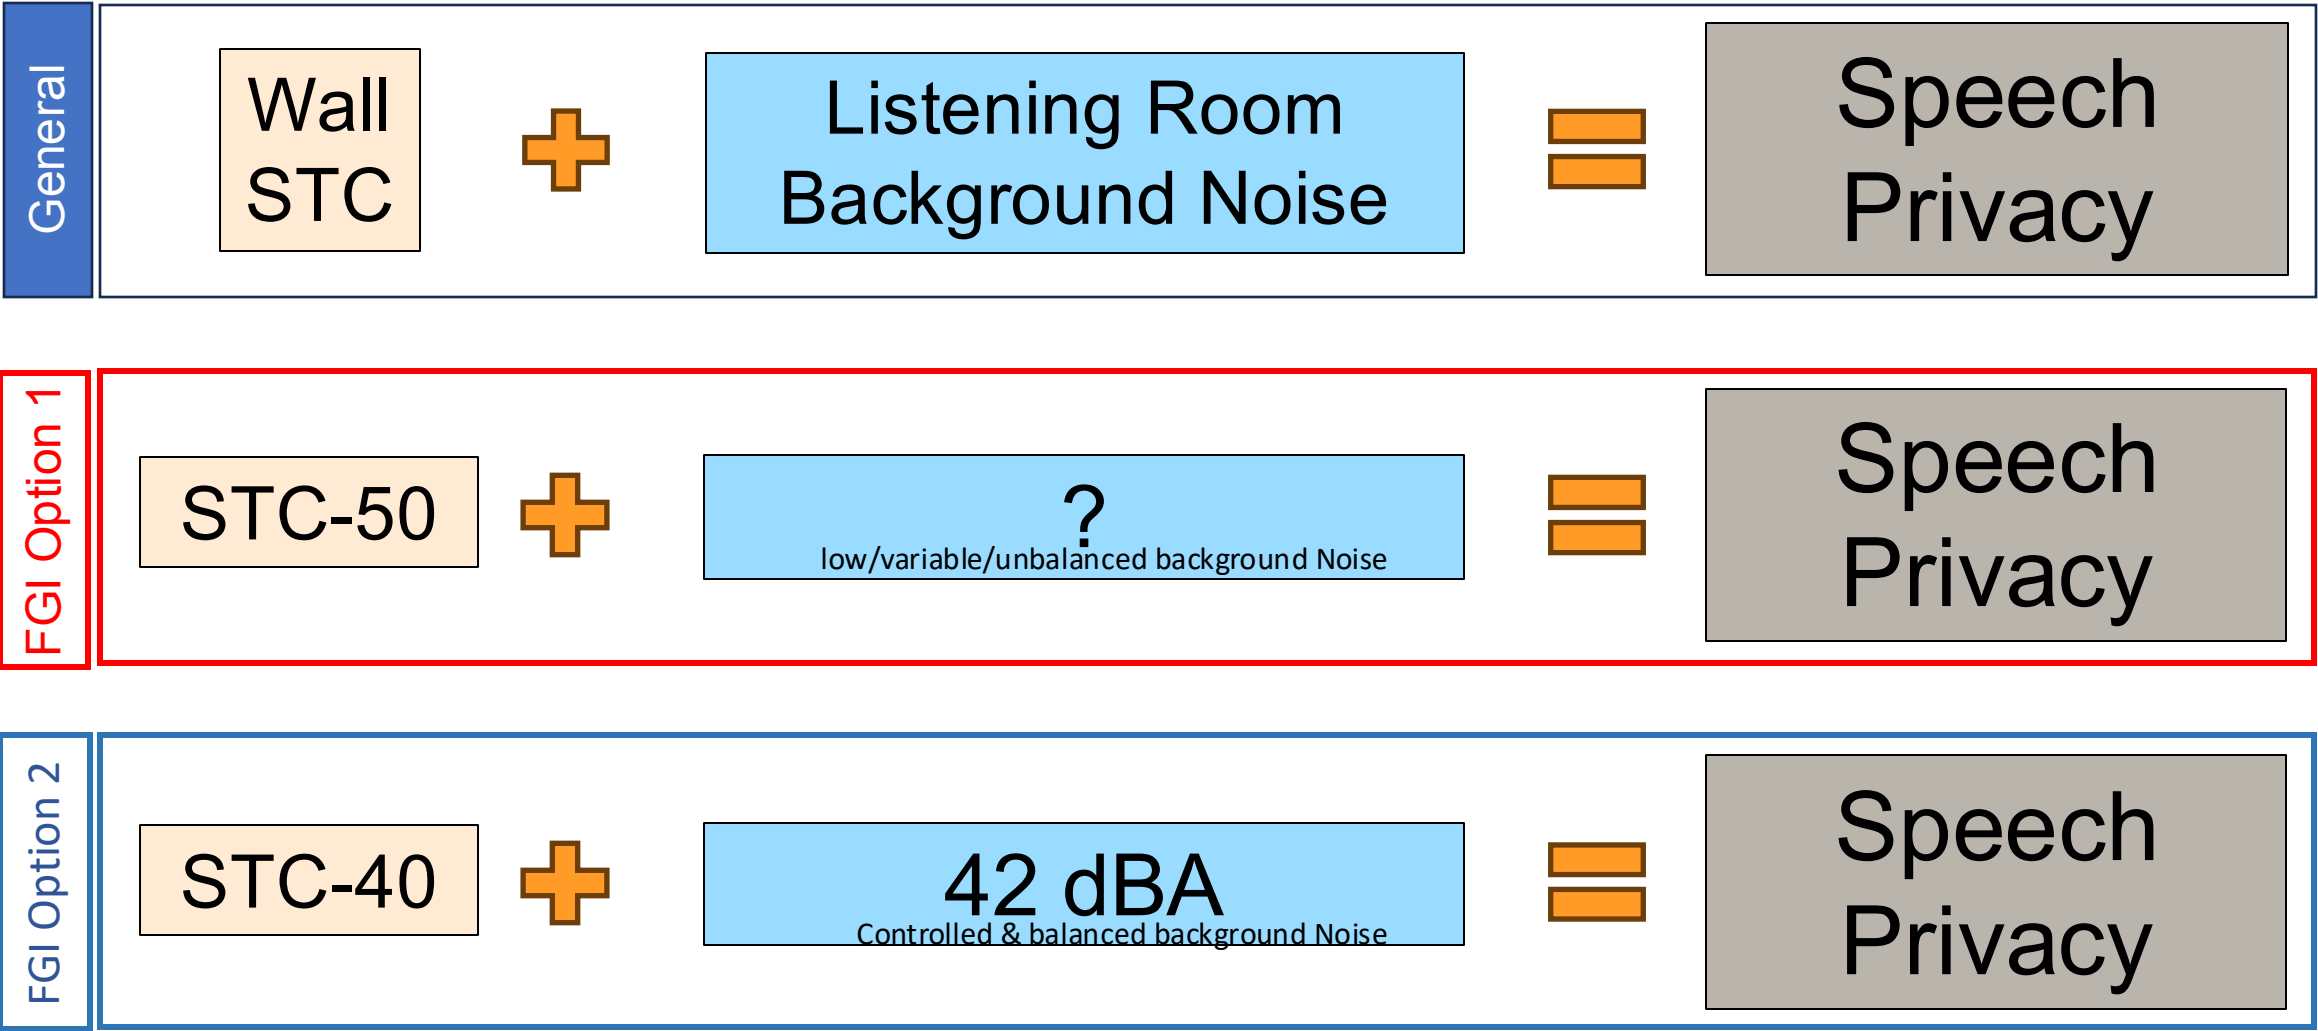 General
Wall
STC
Listening Room
Background Noise
Speech
Privacy
FGI Option 1
STC-50
?
low/variable/unbalanced background Noise
Speech
Privacy
FGI Option 2
STC-40
42 dBA
Controlled & balanced background Noise
Speech
Privacy